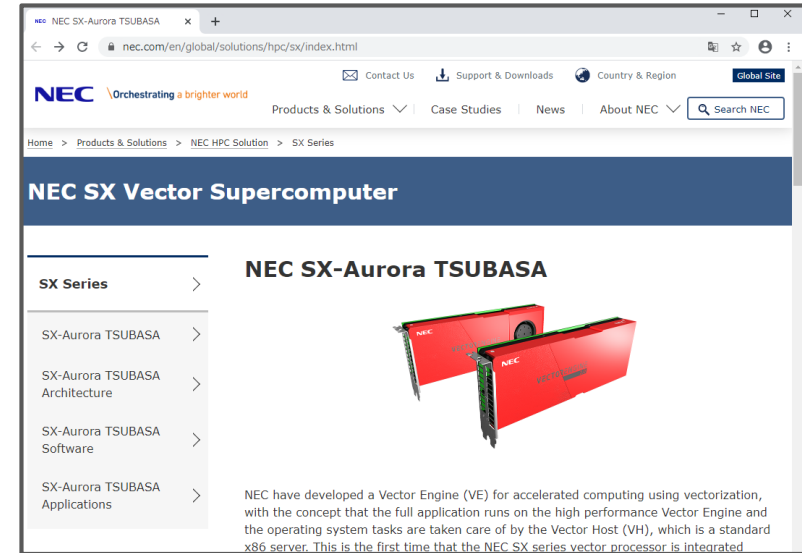 NEC NEC SX-Aurora TSUBASA
nec.com/en/global/solutions/hpc/sx/index.html
Contact Us Support & Downloads Country & Region Global Site
NEC \Orchestrating a brighter world
Products & Solutions Case Studies News About NEC Search NEC
Home > Products & Solutions > NEC HPC Solution > SX Series
NEC SX Vector Supercomputer
SX Series
SX-Aurora TSUBASA
SX-Aurora TSUBASA
Architecture
SX-Aurora TSUBASA
Software
SX-Aurora TSUBASA
Applications
NEC SX-Aurora TSUBASA
NEC
NEC
NEC have developed a Vector Engine (VE) for accelerated computing using vectorization,
with the concept that the full application runs on the high performance Vector Engine and
the operating system tasks are taken care of by the Vector Host (VH), which is a standard
x86 server. This is the first time that the NEC SX series vector processor is integrated